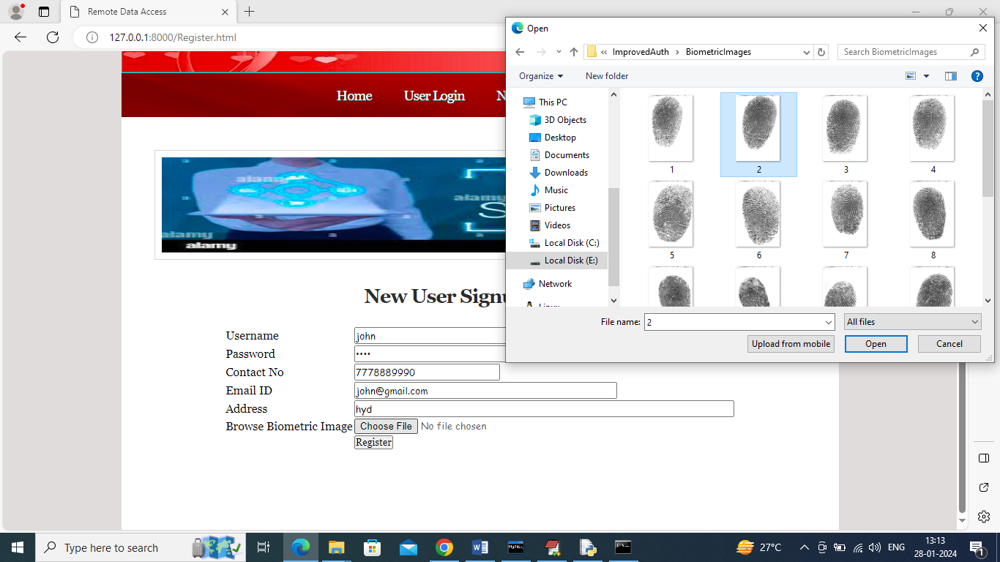 Remote Data Access
127.0.0.1:8000/Register.html
Home User Login N
alamy
a
alamy
S
alamy
a
alamy
New User Signu
Username john
Password ••••
Contact No 7778889990
Email ID john@gmail.com
Address hyd
Browse Biometric Image Choose File No file chosen
Register
Open
« ImprovedAuth › BiometricImages
Search BiometricImages
Organize New folder
This PC
3D Objects
Desktop
Documents
Downloads
Music
Pictures
Videos
Local Disk (C:)
Local Disk (E:)
Network
Linux
1 2 3 4
5 6 7 8
File name: 2 All files
Upload from mobile Open Cancel
Type here to search
MySQL
27°C
ENG
13:13
28-01-2024
1